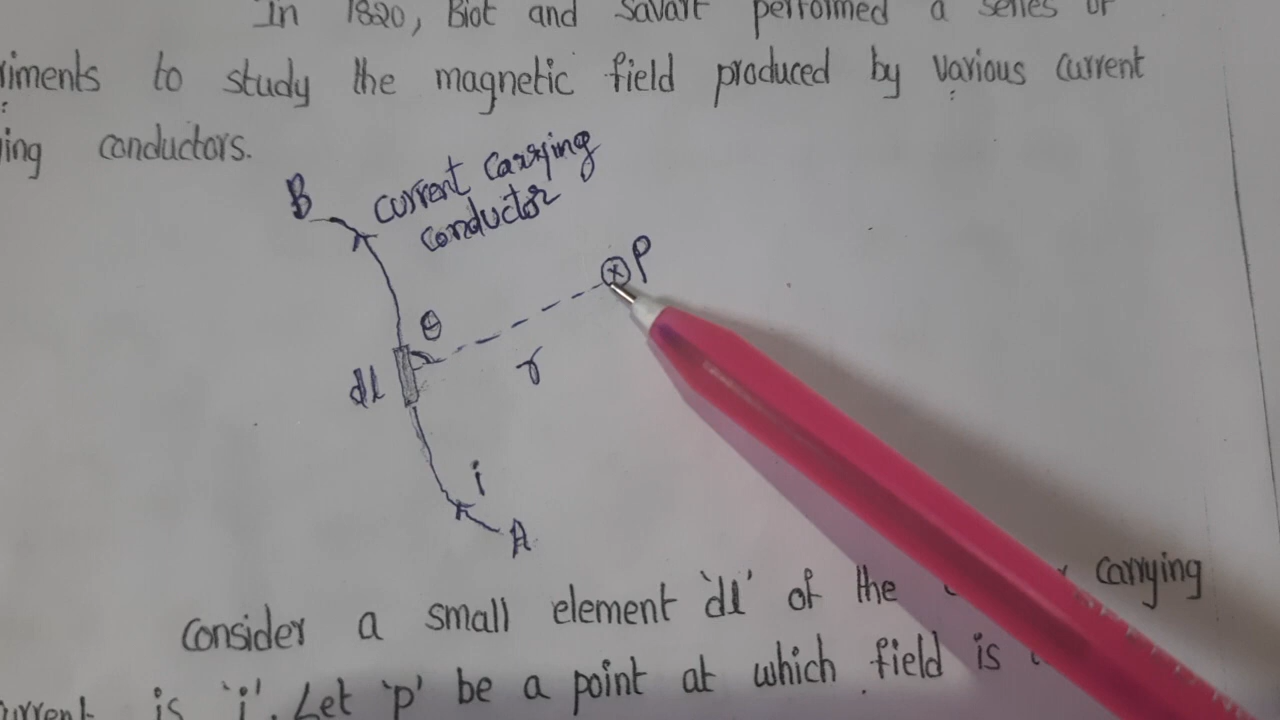 In 1820, Biot and Savart performed a series of
riments to study the magnetic field produced by various current
ing conductors.
B current carrying
conductor
P
θ
dl r
i
A
Consider a small element 'dl' of the carrying
urrent is 'i'. Let 'p' be a point at which field is